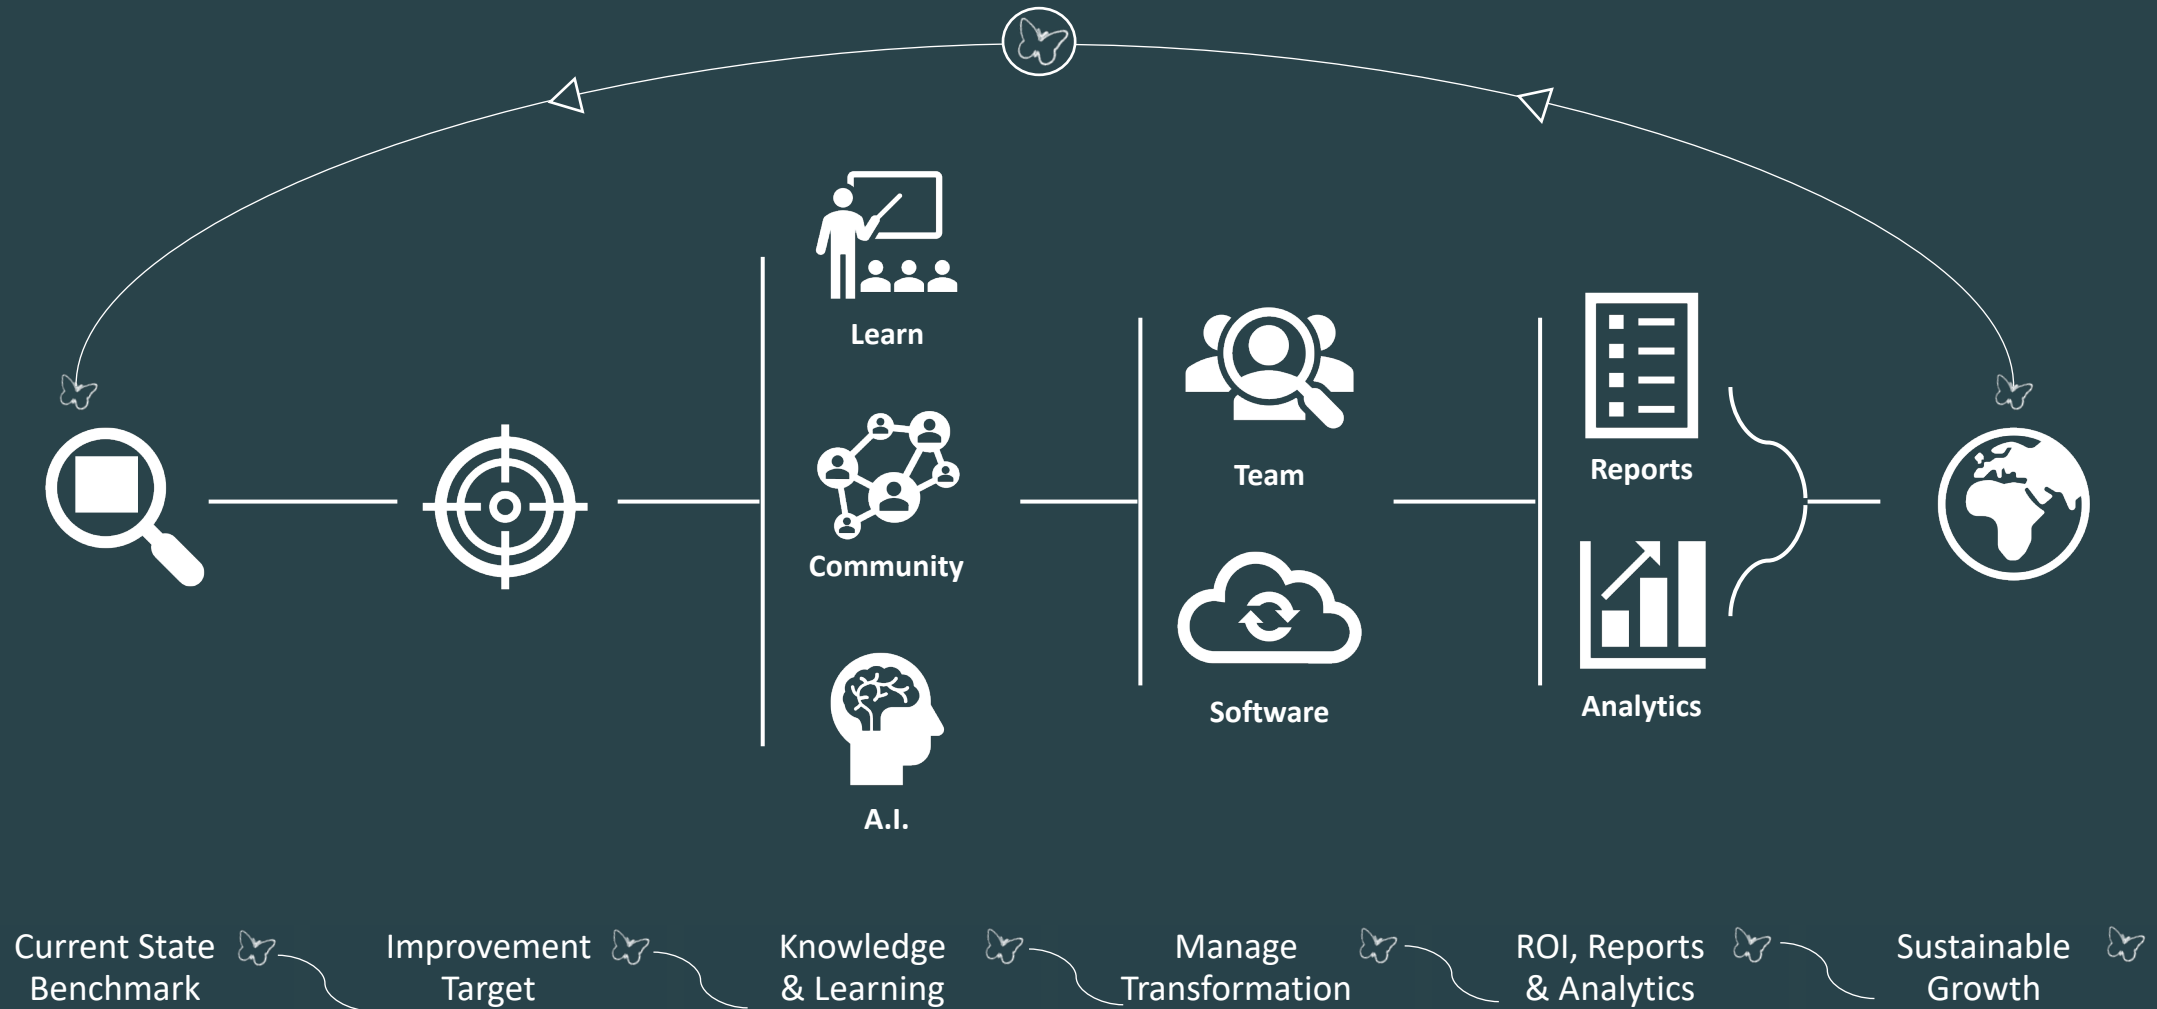 Learn
Community
A.I.
Team
Software
Reports
Analytics
Current State
Benchmark
Improvement
Target
Knowledge
& Learning
Manage
Transformation
ROI, Reports
& Analytics
Sustainable
Growth